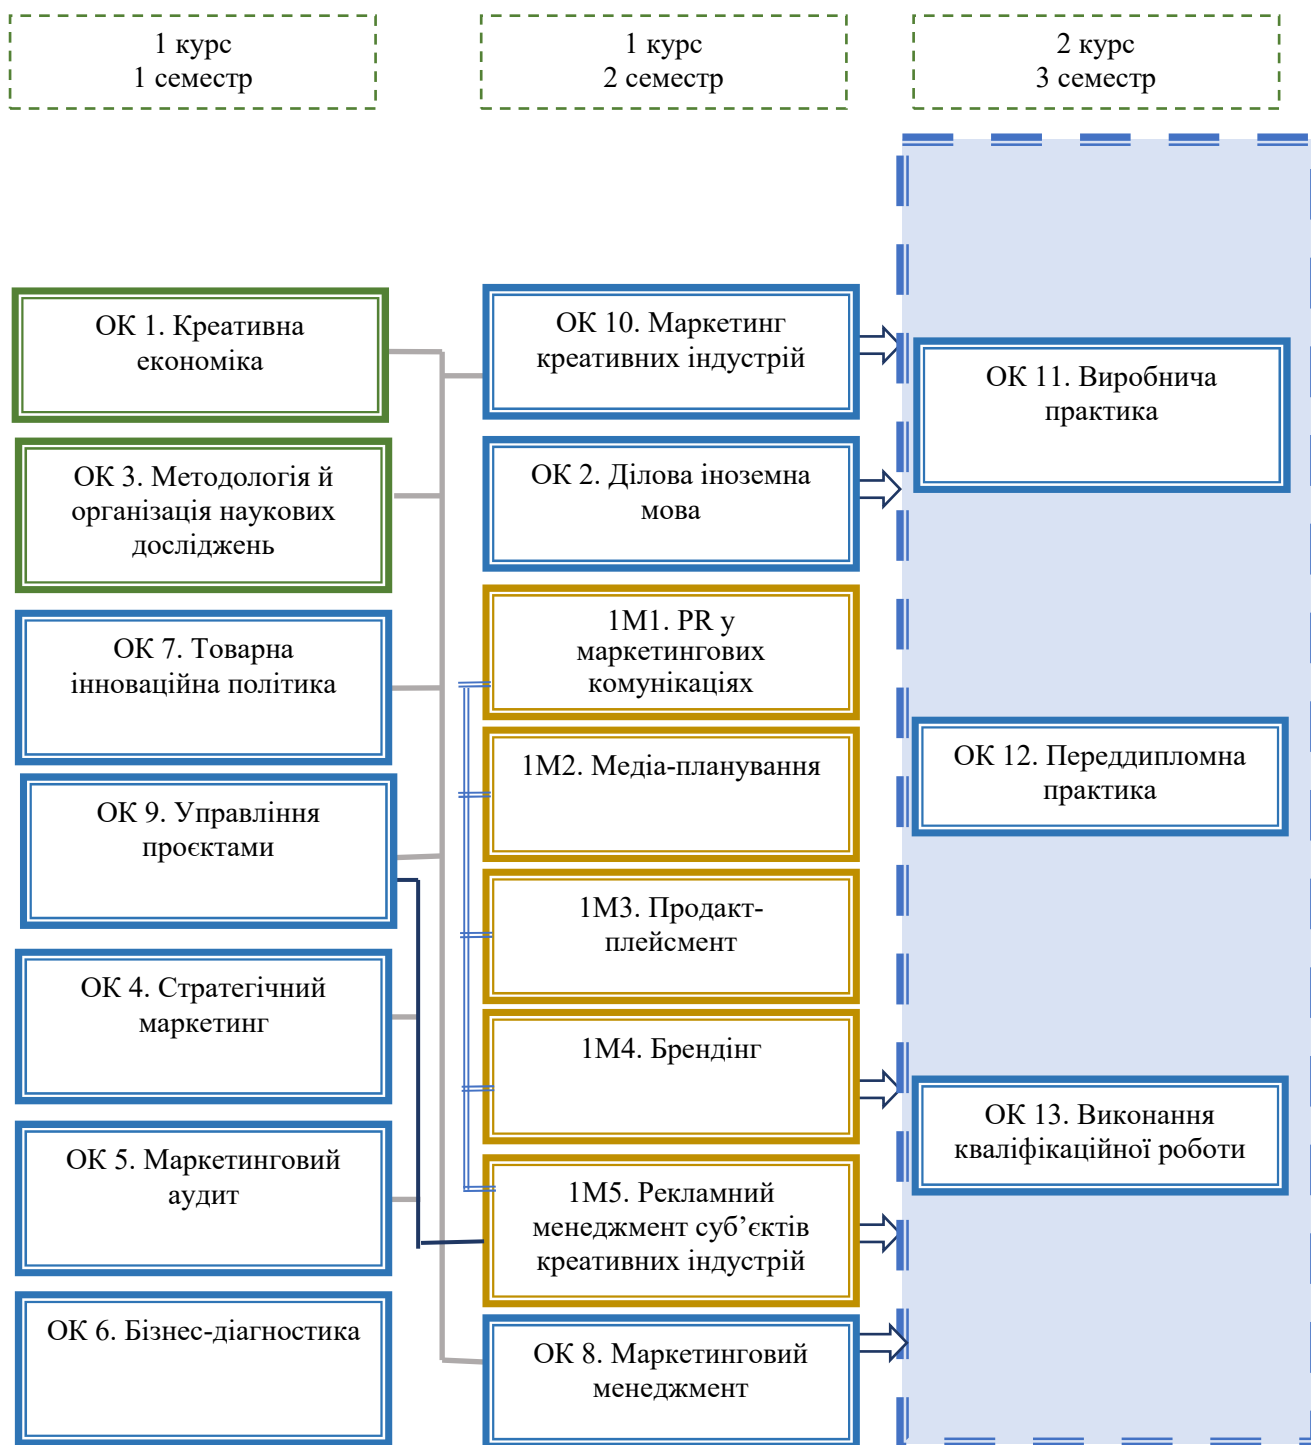 1 курс
1 семестр
1 курс
2 семестр
2 курс
3 семестр
ОК 1. Креативна
економіка
ОК 3. Методологія й
організація наукових
досліджень
ОК 7. Товарна
інноваційна політика
ОК 9. Управління
проєктами
ОК 4. Стратегічний
маркетинг
ОК 5. Маркетинговий
аудит
ОК 6. Бізнес-діагностика
ОК 10. Маркетинг
креативних індустрій
ОК 2. Ділова іноземна
мова
1М1. PR у
маркетингових
комунікаціях
1М2. Медіа-планування
1М3. Продакт-
плейсмент
1М4. Брендінг
1М5. Рекламний
менеджмент суб’єктів
креативних індустрій
ОК 8. Маркетинговий
менеджмент
ОК 11. Виробнича
практика
ОК 12. Переддипломна
практика
ОК 13. Виконання
кваліфікаційної роботи